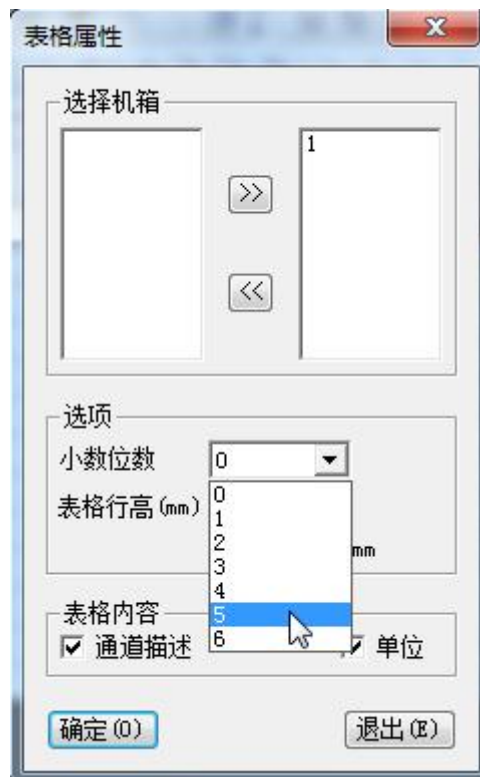 表格属性
X
选择机箱
1
>>
<<
选项
小数位数 0
0
表格行高(mm)
1
2
mm
3
4
表格内容
5
通道描述
6
单位
确定(O)
退出(E)